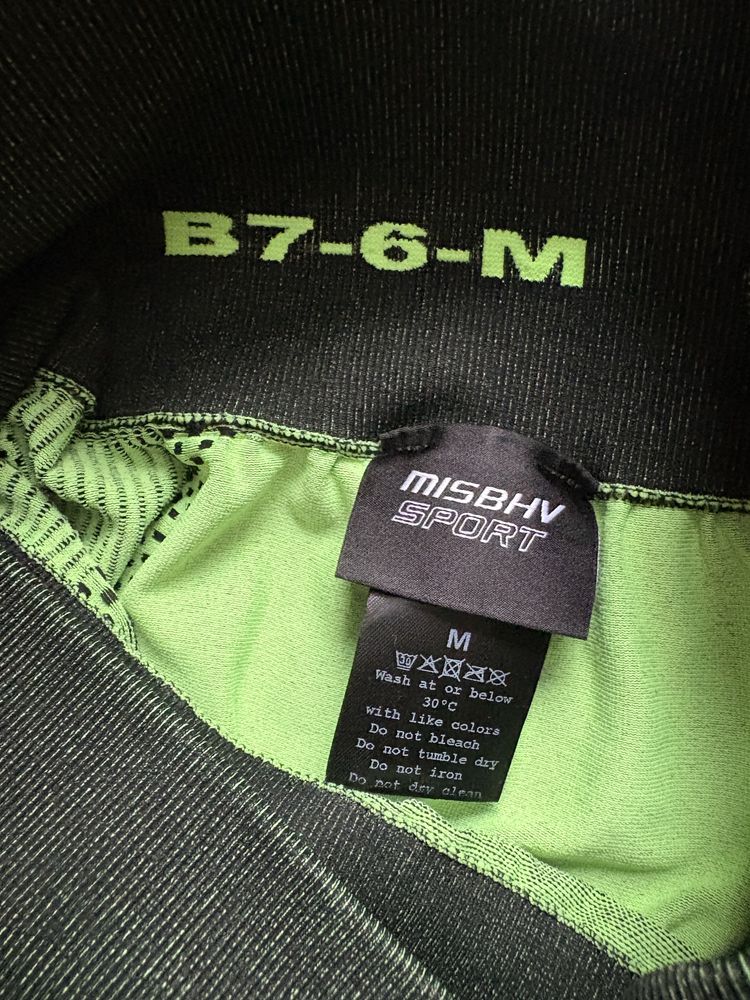 B7-6-M
MISBHV
SPORT
M
30
Wash at or below
30°C
with like colors
Do not bleach
Do not tumble dry
Do not iron
Do not dry clean